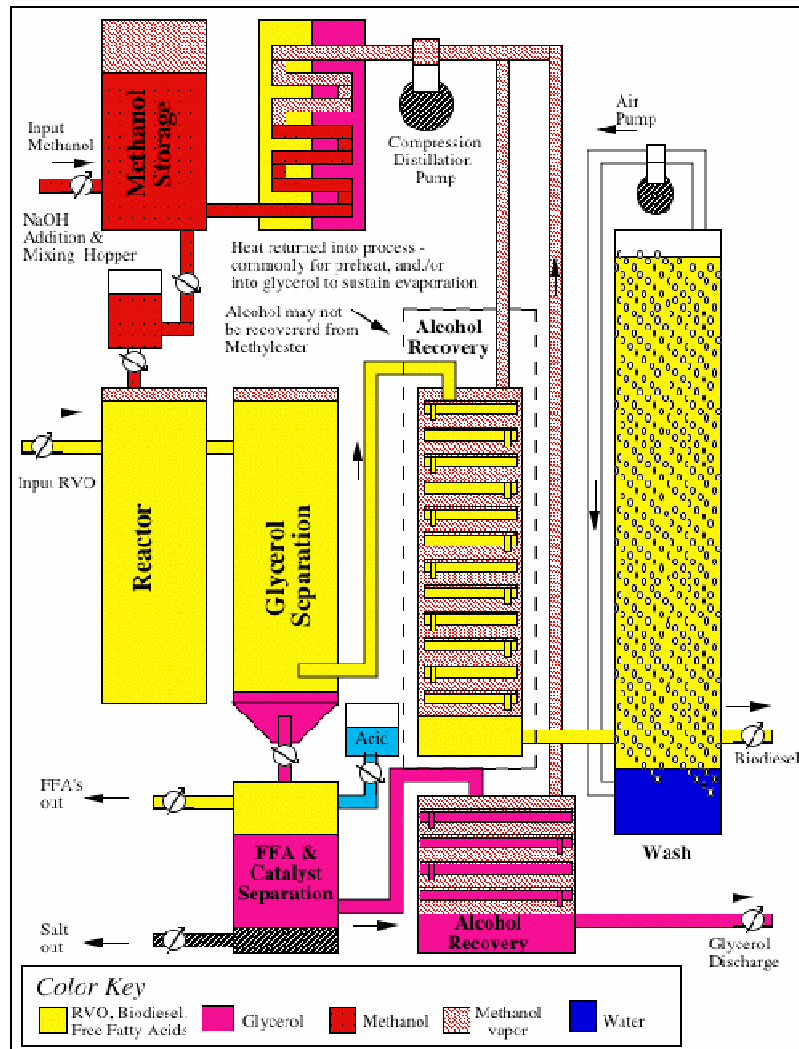 Input
Methanol
Methanol
Storage
NaOH
Addition &
Mixing Hopper
Compression
Distillation
Pump
Air
Pump
Heat returned into process -
commonly for preheat, and./or
into glycerol to sustain evaporation
Alcohol may not
be recovererd from
Methylester
Alcohol
Recovery
Input RVO
Reactor
Glycerol
Separation
Acid
FFA's
out
FFA &
Catalyst
Separation
Salt
out
Alcohol
Recovery
Biodiesel
Wash
Glycerol
Discharge
Color Key
RVO, Biodiesel,
Free Fatty Acids
Glycerol
Methanol
Methanol
vapor
Water